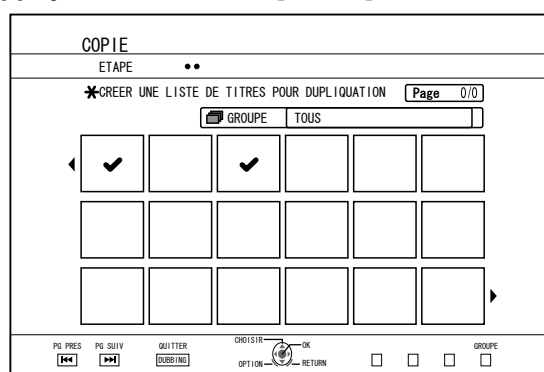 COPIE
ETAPE
✱CREER UNE LISTE DE TITRES POUR DUPLIQUATION Page 0/0
GROUPE TOUS
PG PRES PG SUIV QUITTER CHOISIR OK GROUPE
DUBBING OPTION RETURN